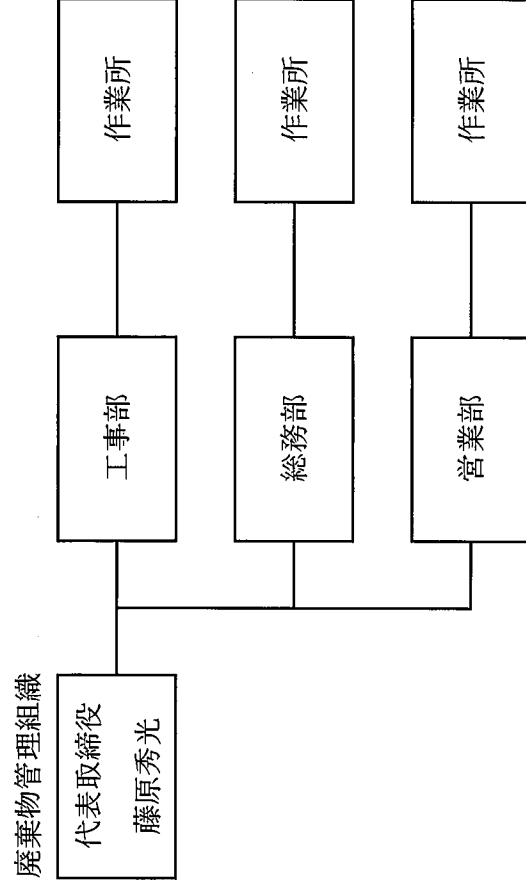 廃棄物管理組織
代表取締役
藤原秀光
工事部
作業所
総務部
作業所
営業部
作業所